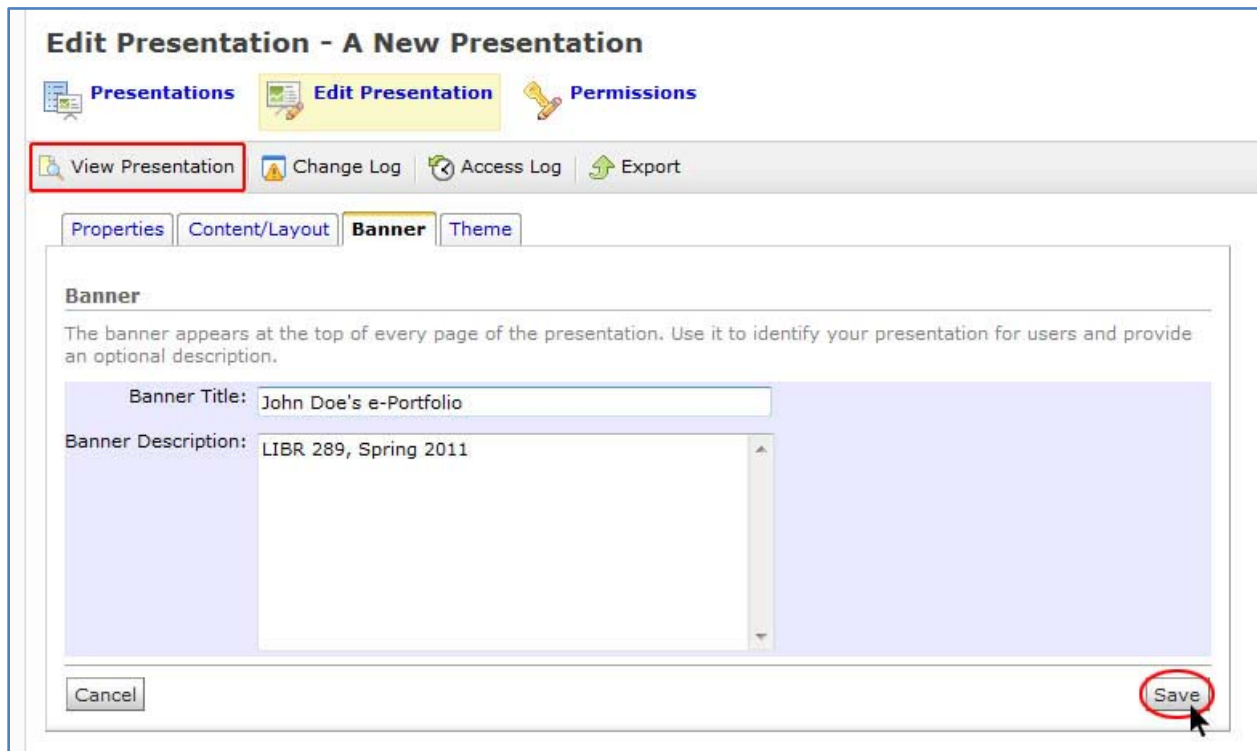 Edit Presentation - A New Presentation
Presentations Edit Presentation Permissions
View Presentation Change Log Access Log Export
Properties Content/Layout Banner Theme
Banner
The banner appears at the top of every page of the presentation. Use it to identify your presentation for users and provide
an optional description.
Banner Title: John Doe's e-Portfolio
Banner Description: LIBR 289, Spring 2011
Cancel Save